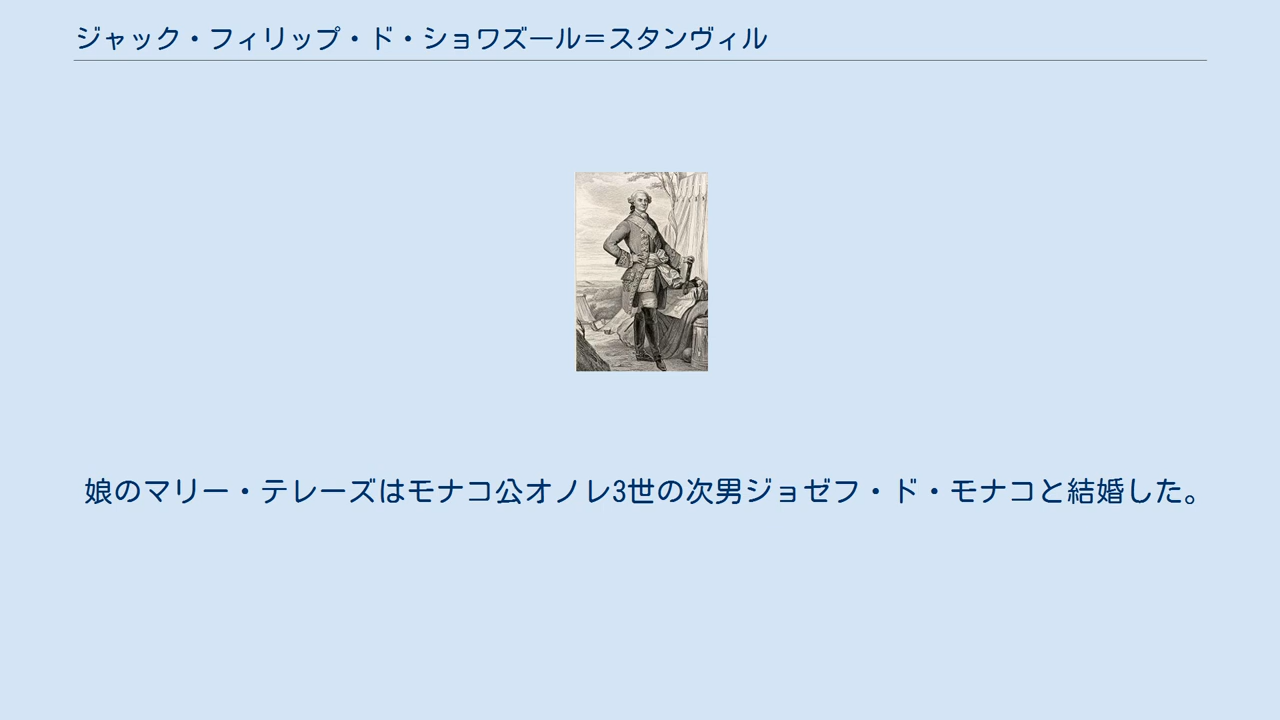 ジャック・フィリップ・ド・ショワズール＝スタンヴィル
娘のマリー・テレーズはモナコ公オノレ3世の次男ジョゼフ・ド・モナコと結婚した。